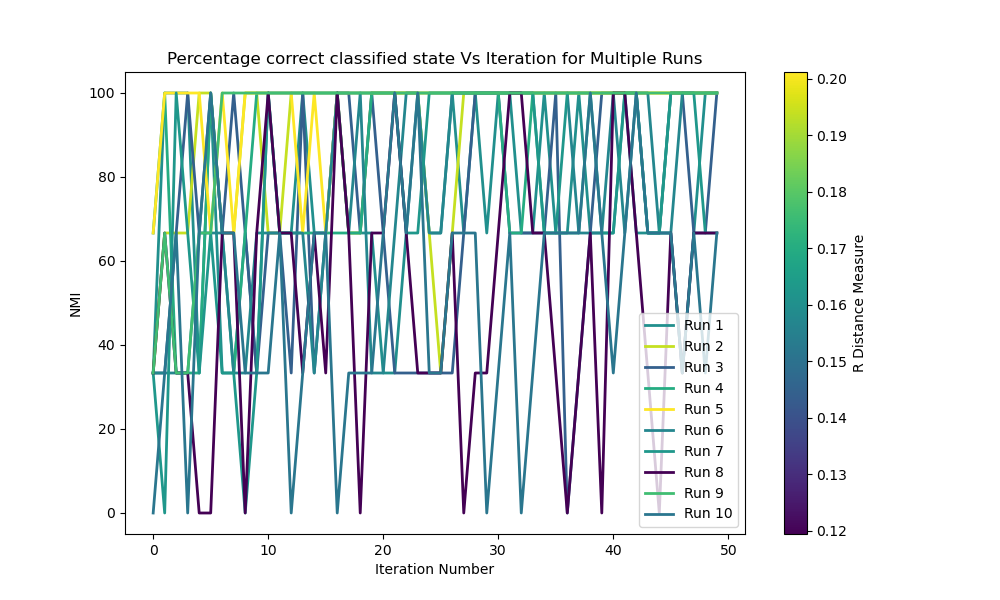 Percentage correct classified state Vs Iteration for Multiple Runs
NMI
100
80
60
40
20
0
0 10 20 30 40 50
Iteration Number
Run 1
Run 2
Run 3
Run 4
Run 5
Run 6
Run 7
Run 8
Run 9
Run 10
0.20
0.19
0.18
0.17
0.16
0.15
0.14
0.13
0.12
R Distance Measure